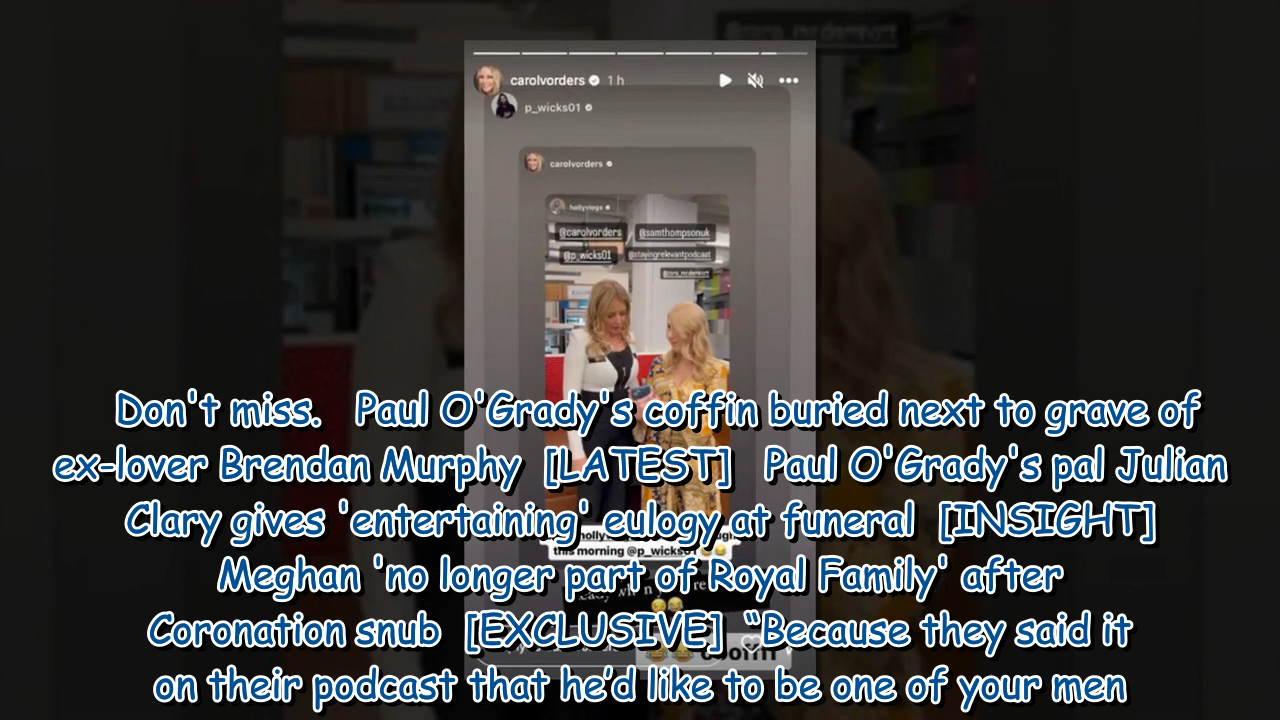 @zara_mcdermott
carolvorders 1 h
p_wicks01
carolvorders
hollyvlogs
@carolvorders @samthompsonuk
@p_wicks01 @stayingrelevantpodcast
@zara_mcdermott
Don't miss. Paul O'Grady's coffin buried next to grave of
ex-lover Brendan Murphy [LATEST] Paul O'Grady's pal Julian
Clary gives 'entertaining' eulogy at funeral [INSIGHT]
this morning @p_wicks01
Meghan 'no longer part of Royal Family' after
Coronation snub [EXCLUSIVE] “Because they said it
on their podcast that he’d like to be one of your men